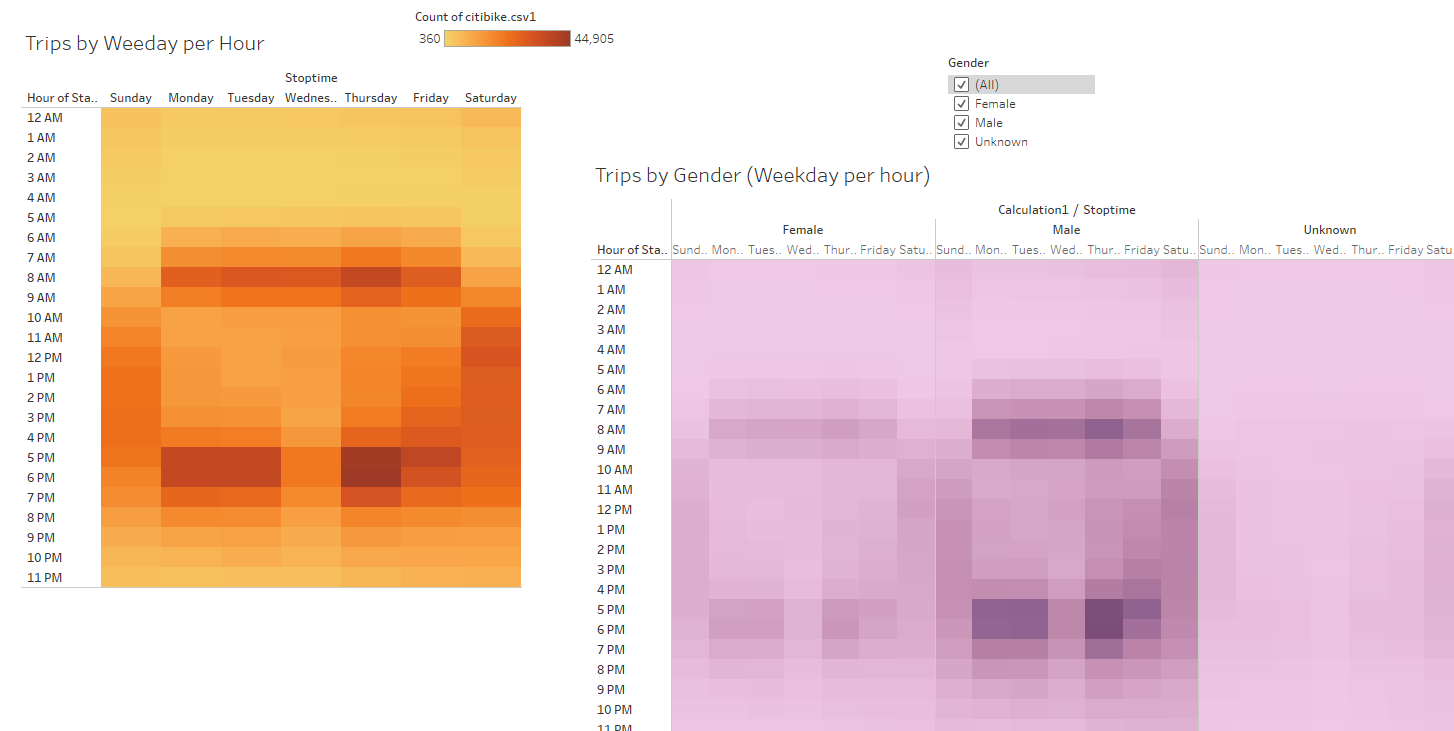 Count of citibike.csv1
360 44,905
Trips by Weeday per Hour
Stoptime
Hour of Sta.. Sunday Monday Tuesday Wednes.. Thursday Friday Saturday
12 AM
1 AM
2 AM
3 AM
4 AM
5 AM
6 AM
7 AM
8 AM
9 AM
10 AM
11 AM
12 PM
1 PM
2 PM
3 PM
4 PM
5 PM
6 PM
7 PM
8 PM
9 PM
10 PM
11 PM
Gender
(All)
Female
Male
Unknown
Trips by Gender (Weekday per hour)
Calculation1 / Stoptime
Female Male Unknown
Hour of Sta.. Sund.. Mon.. Tues.. Wed.. Thur.. Friday Satu.. Sund.. Mon.. Tues.. Wed.. Thur.. Friday Satu.. Sund.. Mon.. Tues.. Wed.. Thur.. Friday Satu
12 AM
1 AM
2 AM
3 AM
4 AM
5 AM
6 AM
7 AM
8 AM
9 AM
10 AM
11 AM
12 PM
1 PM
2 PM
3 PM
4 PM
5 PM
6 PM
7 PM
8 PM
9 PM
10 PM
11 PM